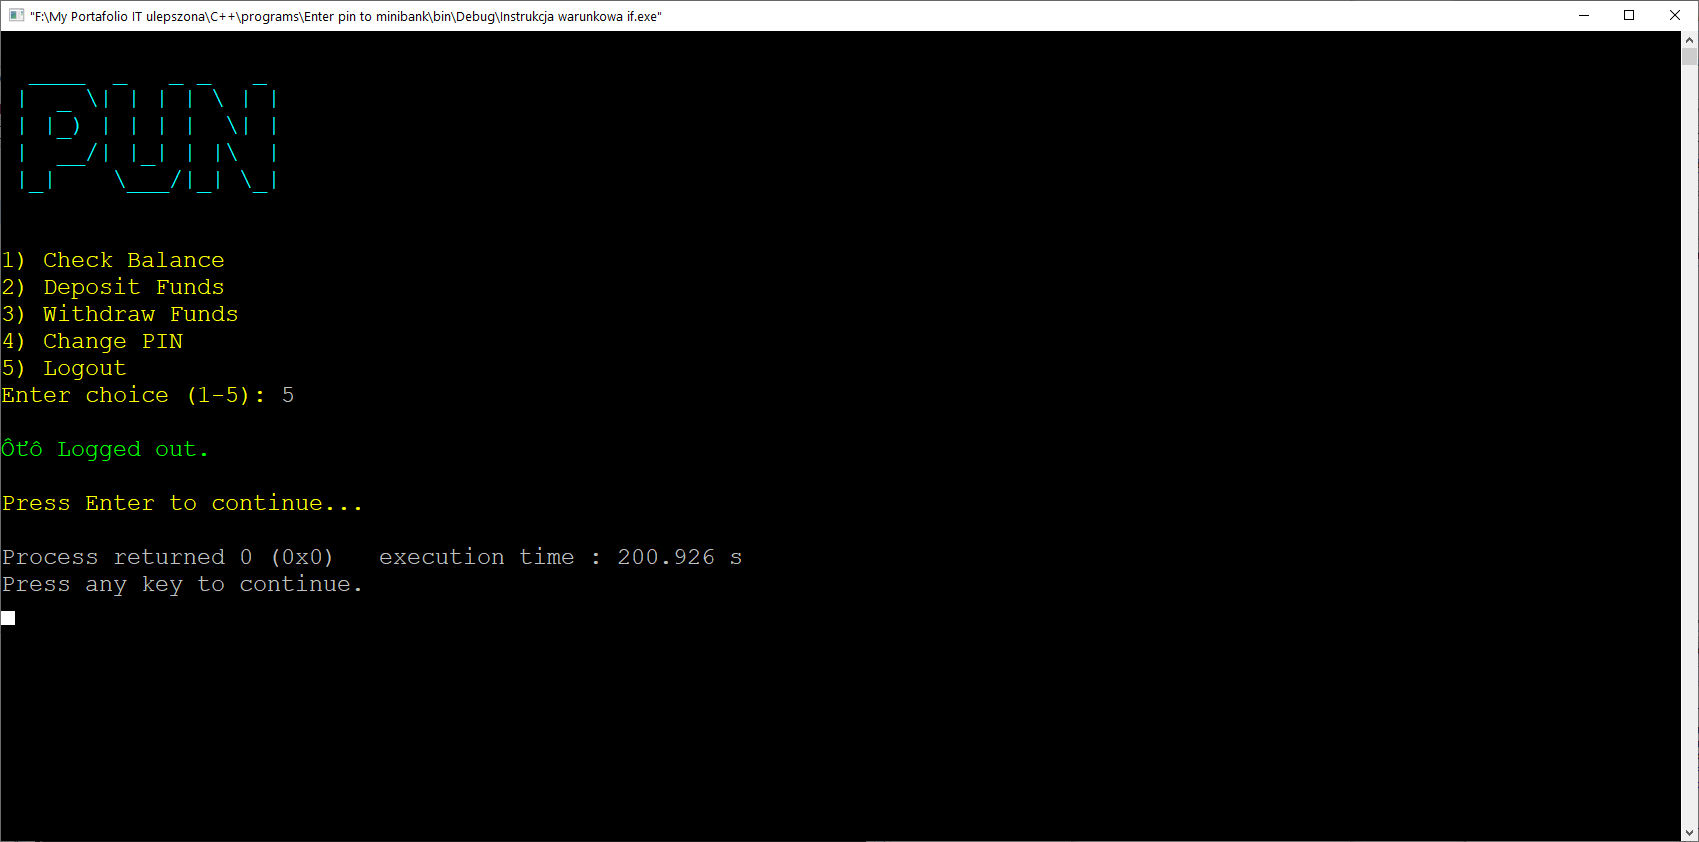 "F:\My Portafolio IT ulepszona\C++\programs\Enter pin to minibank\bin\Debug\Instrukcja warunkowa if.exe"
  ____  _   _ _   _
 |  _ \| | | | \ | |
 | |_) | | | |  \| |
 |  __/| |_| | |\  |
 |_|    \___/|_| \_|
1) Check Balance
2) Deposit Funds
3) Withdraw Funds
4) Change PIN
5) Logout
Enter choice (1-5): 5
Ôťô Logged out.
Press Enter to continue...
Process returned 0 (0x0)   execution time : 200.926 s
Press any key to continue.